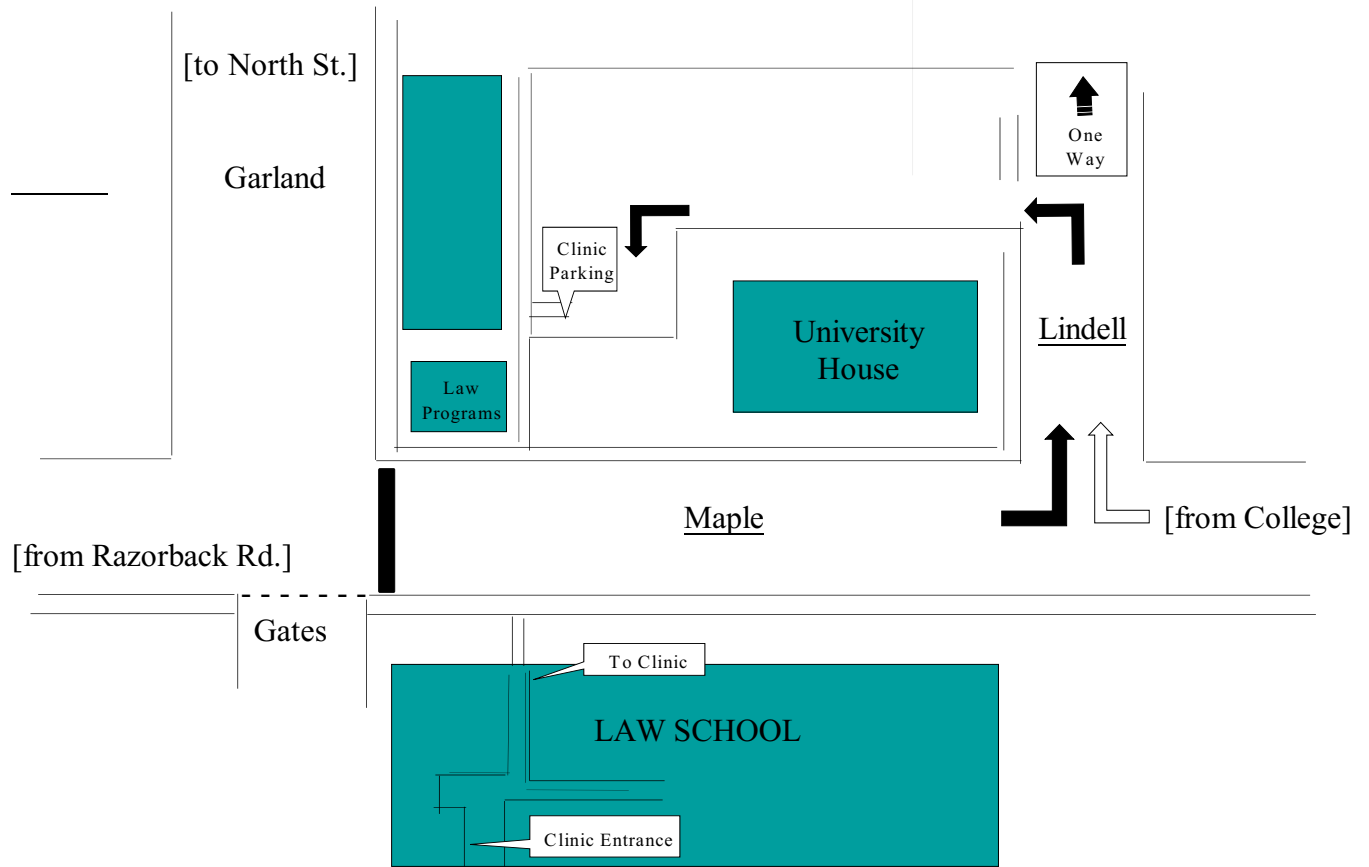 [to North St.]
One
Way
Garland
Clinic
Parking
University
House
Lindell
Law
Programs
Maple
[from College]
[from Razorback Rd.]
Gates
To Clinic
LAW SCHOOL
Clinic Entrance